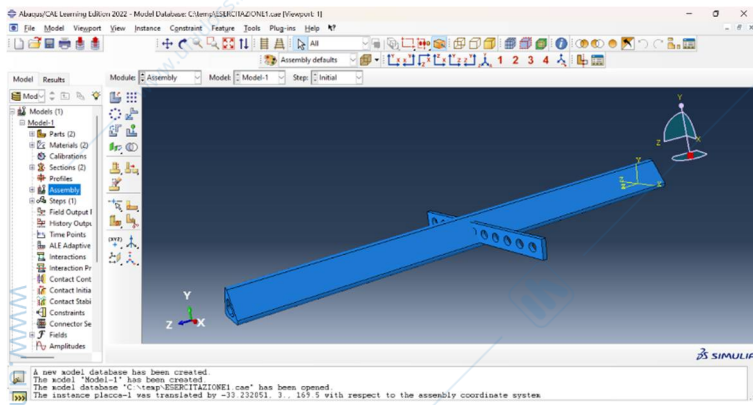 Abaqus/CAE Learning Edition 2022 - Model Database: C:\temp\ESERCITAZIONE1.cae [Viewport: 1]
File Model Viewport View Instance Constraint Feature Tools Plug-ins Help
All
Assembly defaults 1 2 3 4
Model Results Module: Assembly Model: Model-1 Step: Initial
Models (1)
Model-1
Parts (2)
Materials (2)
Calibrations
Sections (2)
Profiles
Assembly
Steps (1)
Field Output
History Outpu
Time Points
ALE Adaptive
Interactions
Interaction Pr
Contact Cont
Contact Initia
Contact Stabi
Constraints
Connector Se
Fields
Amplitudes
Y
Z X
Y
Z X
SIMULIA
A new model database has been created.
The model "Model-1" has been created.
The model database "C:\temp\ESERCITAZIONE1.cae" has been opened.
The instance placca-1 was translated by -33.232051, 3., 169.5 with respect to the assembly coordinate system